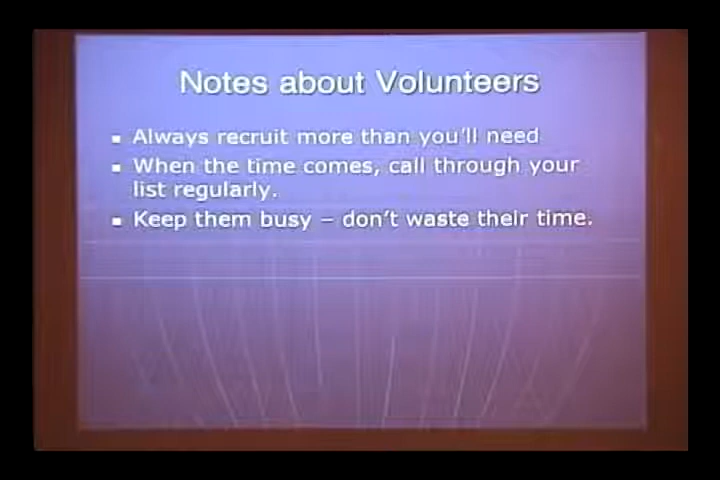 Notes about Volunteers
Always recruit more than you'll need
When the time comes, call through your
list regularly.
Keep them busy – don't waste their time.